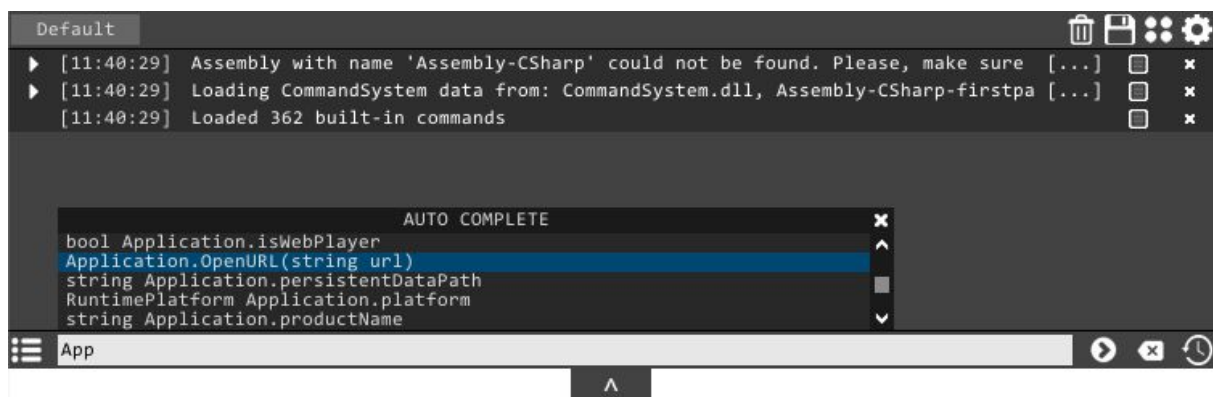 Default
[11:40:29] Assembly with name 'Assembly-CSharp' could not be found. Please, make sure [...]
[11:40:29] Loading CommandSystem data from: CommandSystem.dll, Assembly-CSharp-firstpa [...]
[11:40:29] Loaded 362 built-in commands
AUTO COMPLETE
bool Application.isWebPlayer
Application.OpenURL(string url)
string Application.persistentDataPath
RuntimePlatform Application.platform
string Application.productName
App